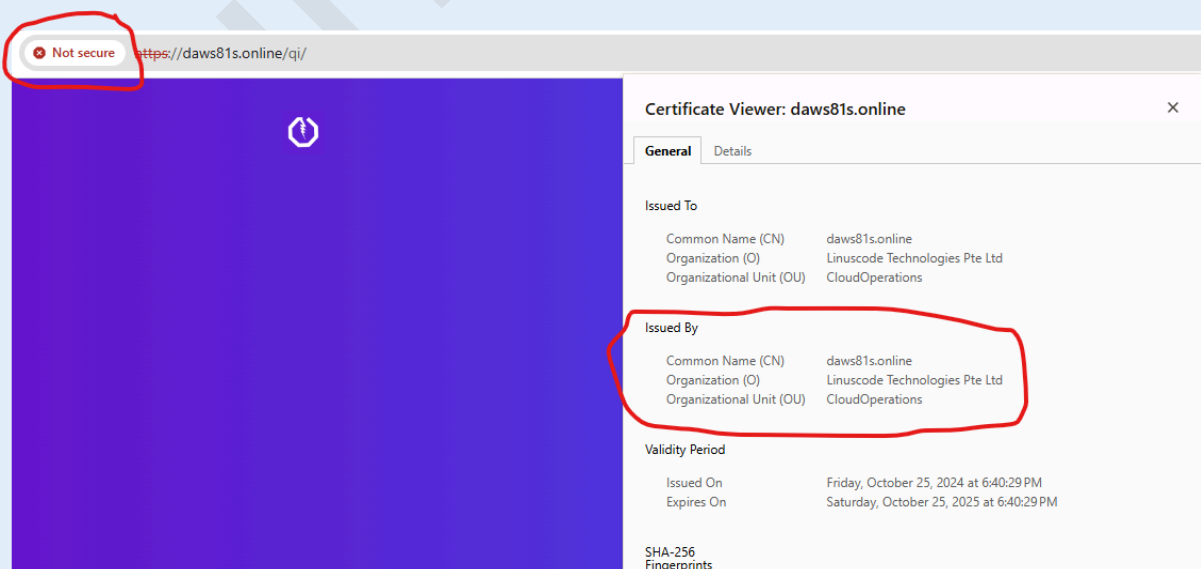 Not secure https://daws81s.online/qi/
Certificate Viewer: daws81s.online
General Details
Issued To
Common Name (CN) daws81s.online
Organization (O) Linuscode Technologies Pte Ltd
Organizational Unit (OU) CloudOperations
Issued By
Common Name (CN) daws81s.online
Organization (O) Linuscode Technologies Pte Ltd
Organizational Unit (OU) CloudOperations
Validity Period
Issued On Friday, October 25, 2024 at 6:40:29 PM
Expires On Saturday, October 25, 2025 at 6:40:29 PM
SHA-256
Fingerprints